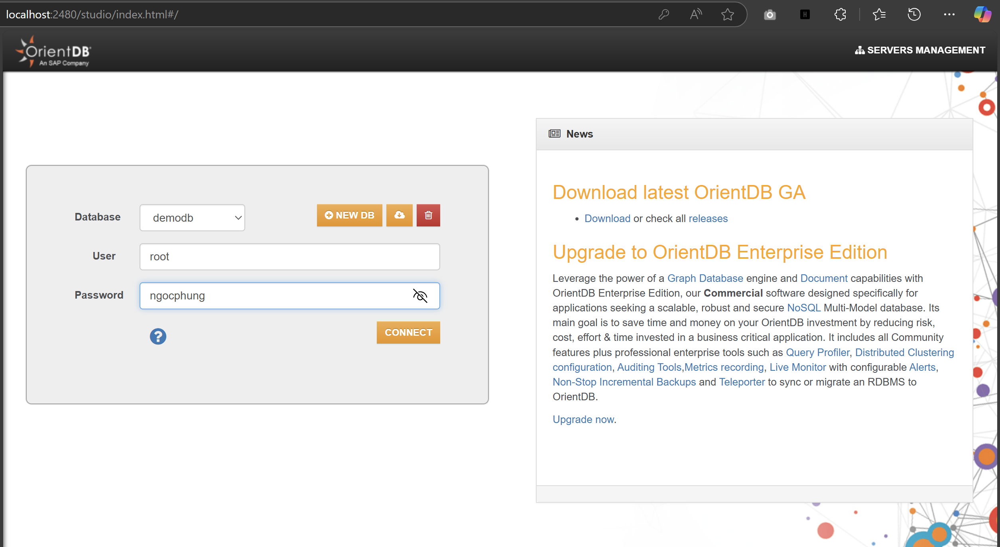 localhost:2480/studio/index.html#/
OrientDB
An SAP Company
SERVERS MANAGEMENT
Database
demodb
NEW DB
User
root
Password
ngocphung
CONNECT
News
Download latest OrientDB GA
Download or check all releases
Upgrade to OrientDB Enterprise Edition
Leverage the power of a Graph Database engine and Document capabilities with
OrientDB Enterprise Edition, our Commercial software designed specifically for
applications seeking a scalable, robust and secure NoSQL Multi-Model database. Its
main goal is to save time and money on your OrientDB investment by reducing risk,
cost, effort & time invested in a business critical application. It includes all Community
features plus professional enterprise tools such as Query Profiler, Distributed Clustering
configuration, Auditing Tools,Metrics recording, Live Monitor with configurable Alerts,
Non-Stop Incremental Backups and Teleporter to sync or migrate an RDBMS to
OrientDB.
Upgrade now.